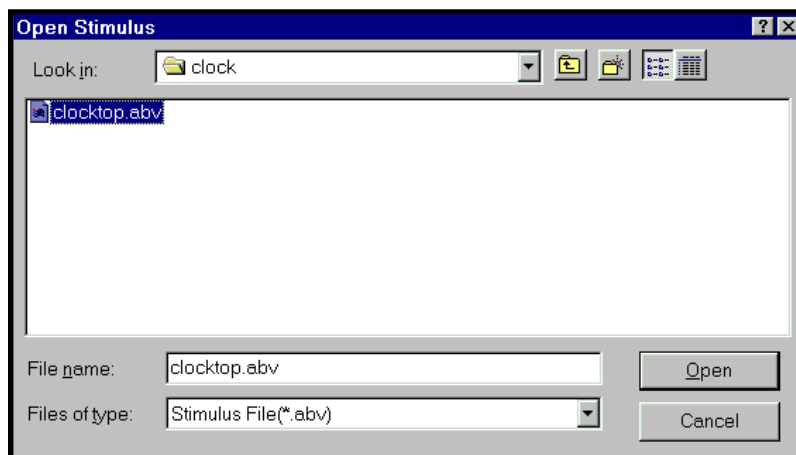 Open Stimulus
Look in: clock
clocktop.abv
File name: clocktop.abv
Open
Files of type: Stimulus File(*.abv)
Cancel